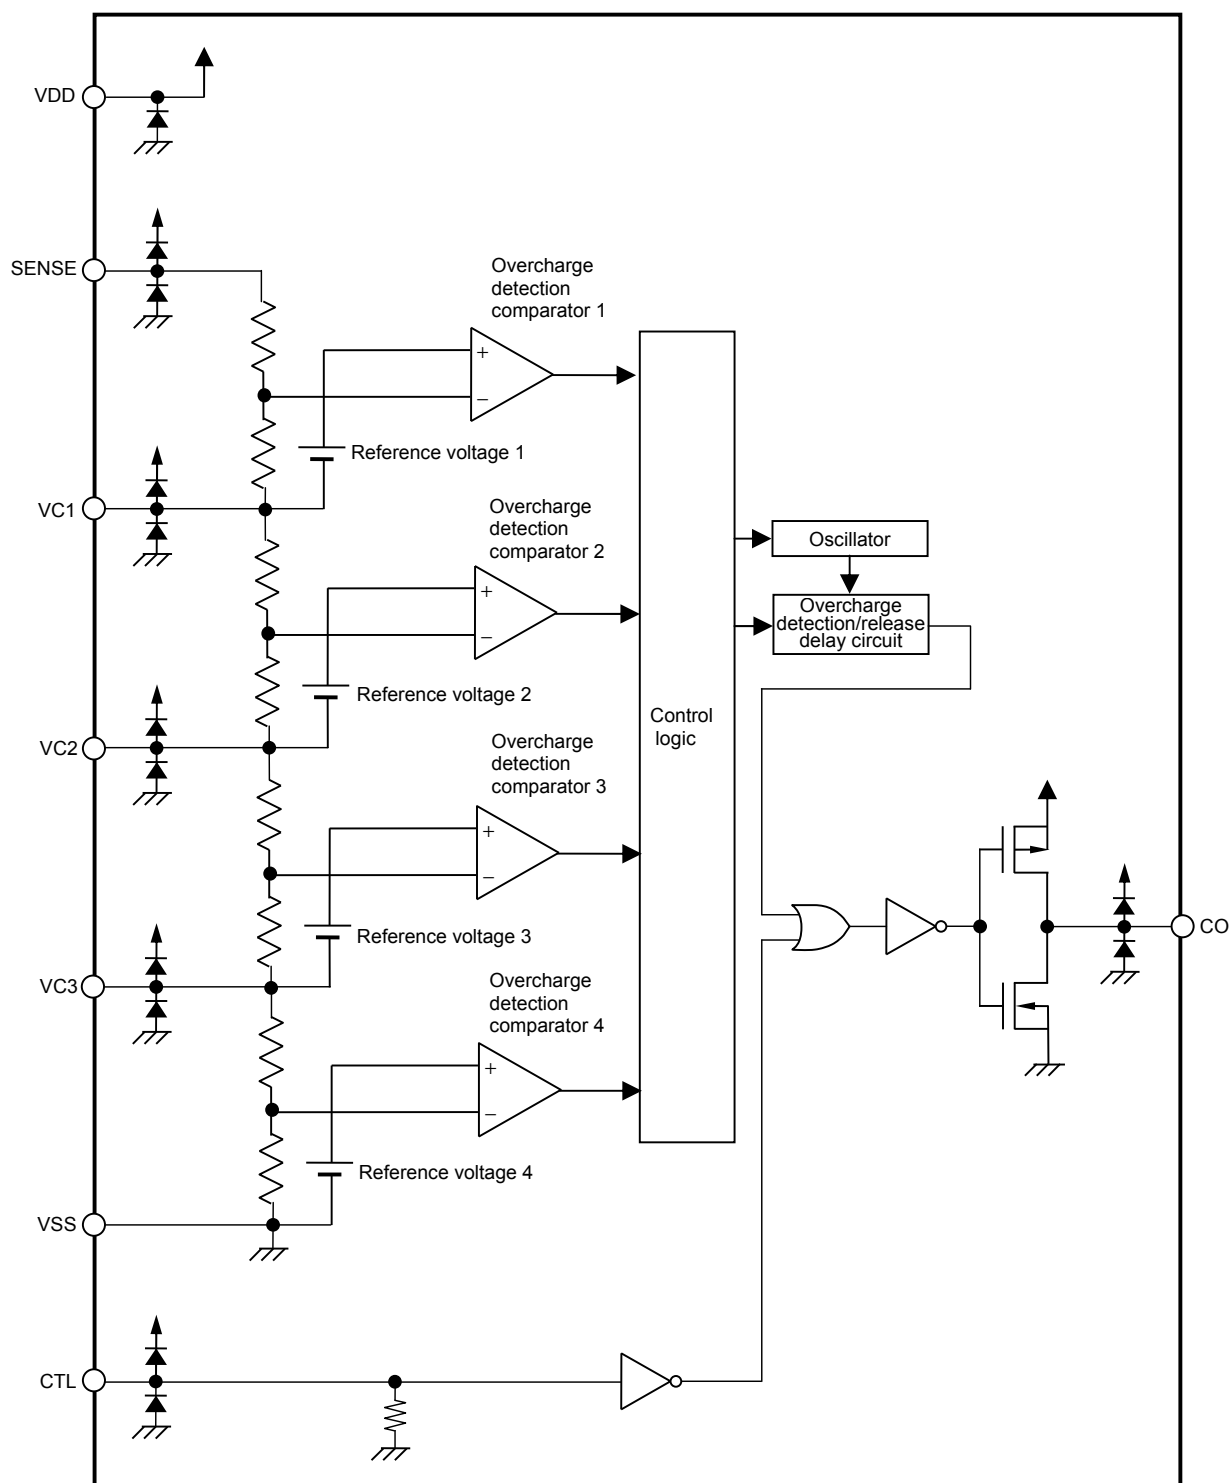 VDD
SENSE
Overcharge
detection
comparator 1
+
−
Reference voltage 1
VC1
Overcharge
detection
comparator 2
+
−
Oscillator
Overcharge
detection/release
delay circuit
Reference voltage 2
Control
logic
VC2
Overcharge
detection
comparator 3
+
−
Reference voltage 3
CO
VC3
Overcharge
detection
comparator 4
+
−
Reference voltage 4
VSS
CTL